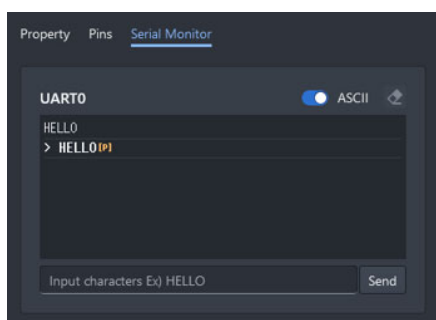 Property Pins Serial Monitor
UART0 ASCII
HELLO
> HELLO[P]
Input characters Ex) HELLO Send